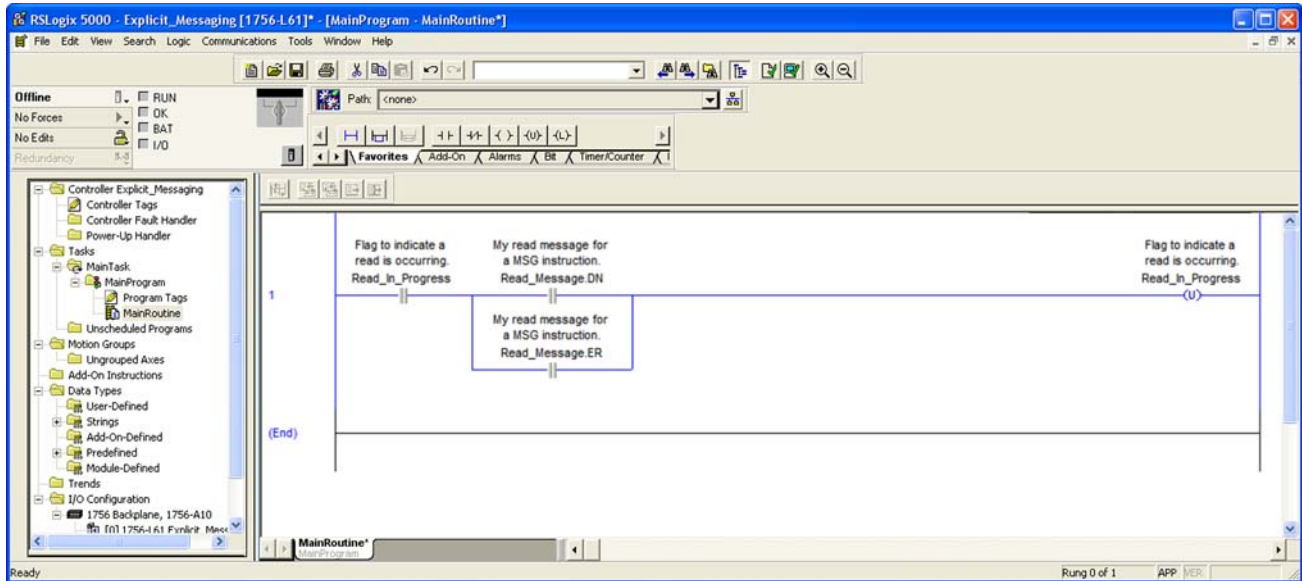 RSLogix 5000 - Explicit_Messaging [1756-L61]* - [MainProgram - MainRoutine*]
File Edit View Search Logic Communications Tools Window Help
Offline
RUN
No Forces
OK
No Edits
BAT
Redundancy
I/O
Path: <none>
Favorites Add-On Alarms Bit Timer/Counter
Controller Explicit_Messaging
Controller Tags
Controller Fault Handler
Power-Up Handler
Tasks
MainTask
MainProgram
Program Tags
MainRoutine
Unscheduled Programs
Motion Groups
Ungrouped Axes
Add-On Instructions
Data Types
User-Defined
Strings
Add-On-Defined
Predefined
Module-Defined
Trends
I/O Configuration
1756 Backplane, 1756-A10
[0] 1756-L61 Explicit_Mess
Flag to indicate a
read is occurring.
Read_In_Progress
My read message for
a MSG instruction.
Read_Message.DN
Flag to indicate a
read is occurring.
Read_In_Progress
1
(U)
My read message for
a MSG instruction.
Read_Message.ER
(End)
MainRoutine*
MainProgram
Ready
Rung 0 of 1
APP
VER